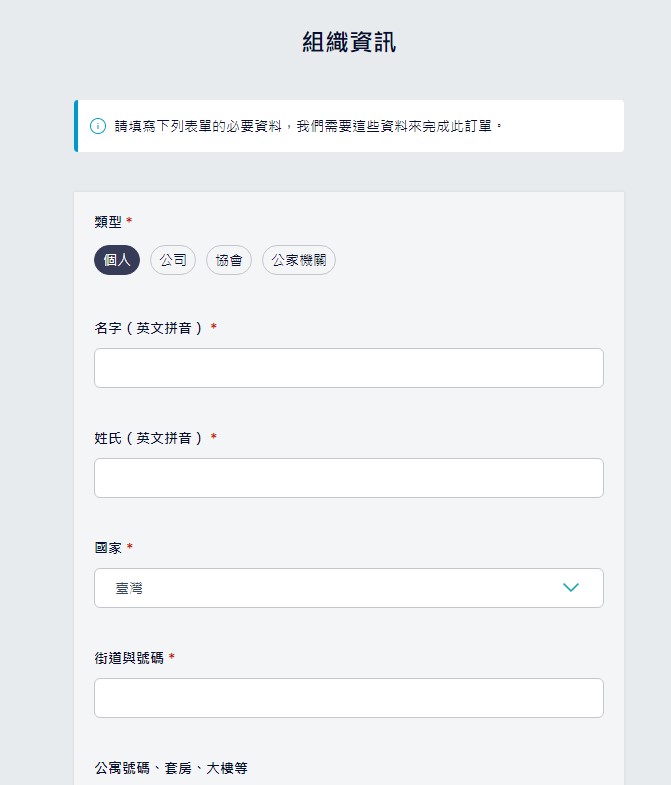 組織資訊
請填寫下列表單的必要資料，我們需要這些資料來完成此訂單。
類型 *
個人 公司 協會 公家機關
名字 ( 英文拼音 ) *
姓氏 ( 英文拼音 ) *
國家 *
臺灣
街道與號碼 *
公寓號碼、套房、大樓等